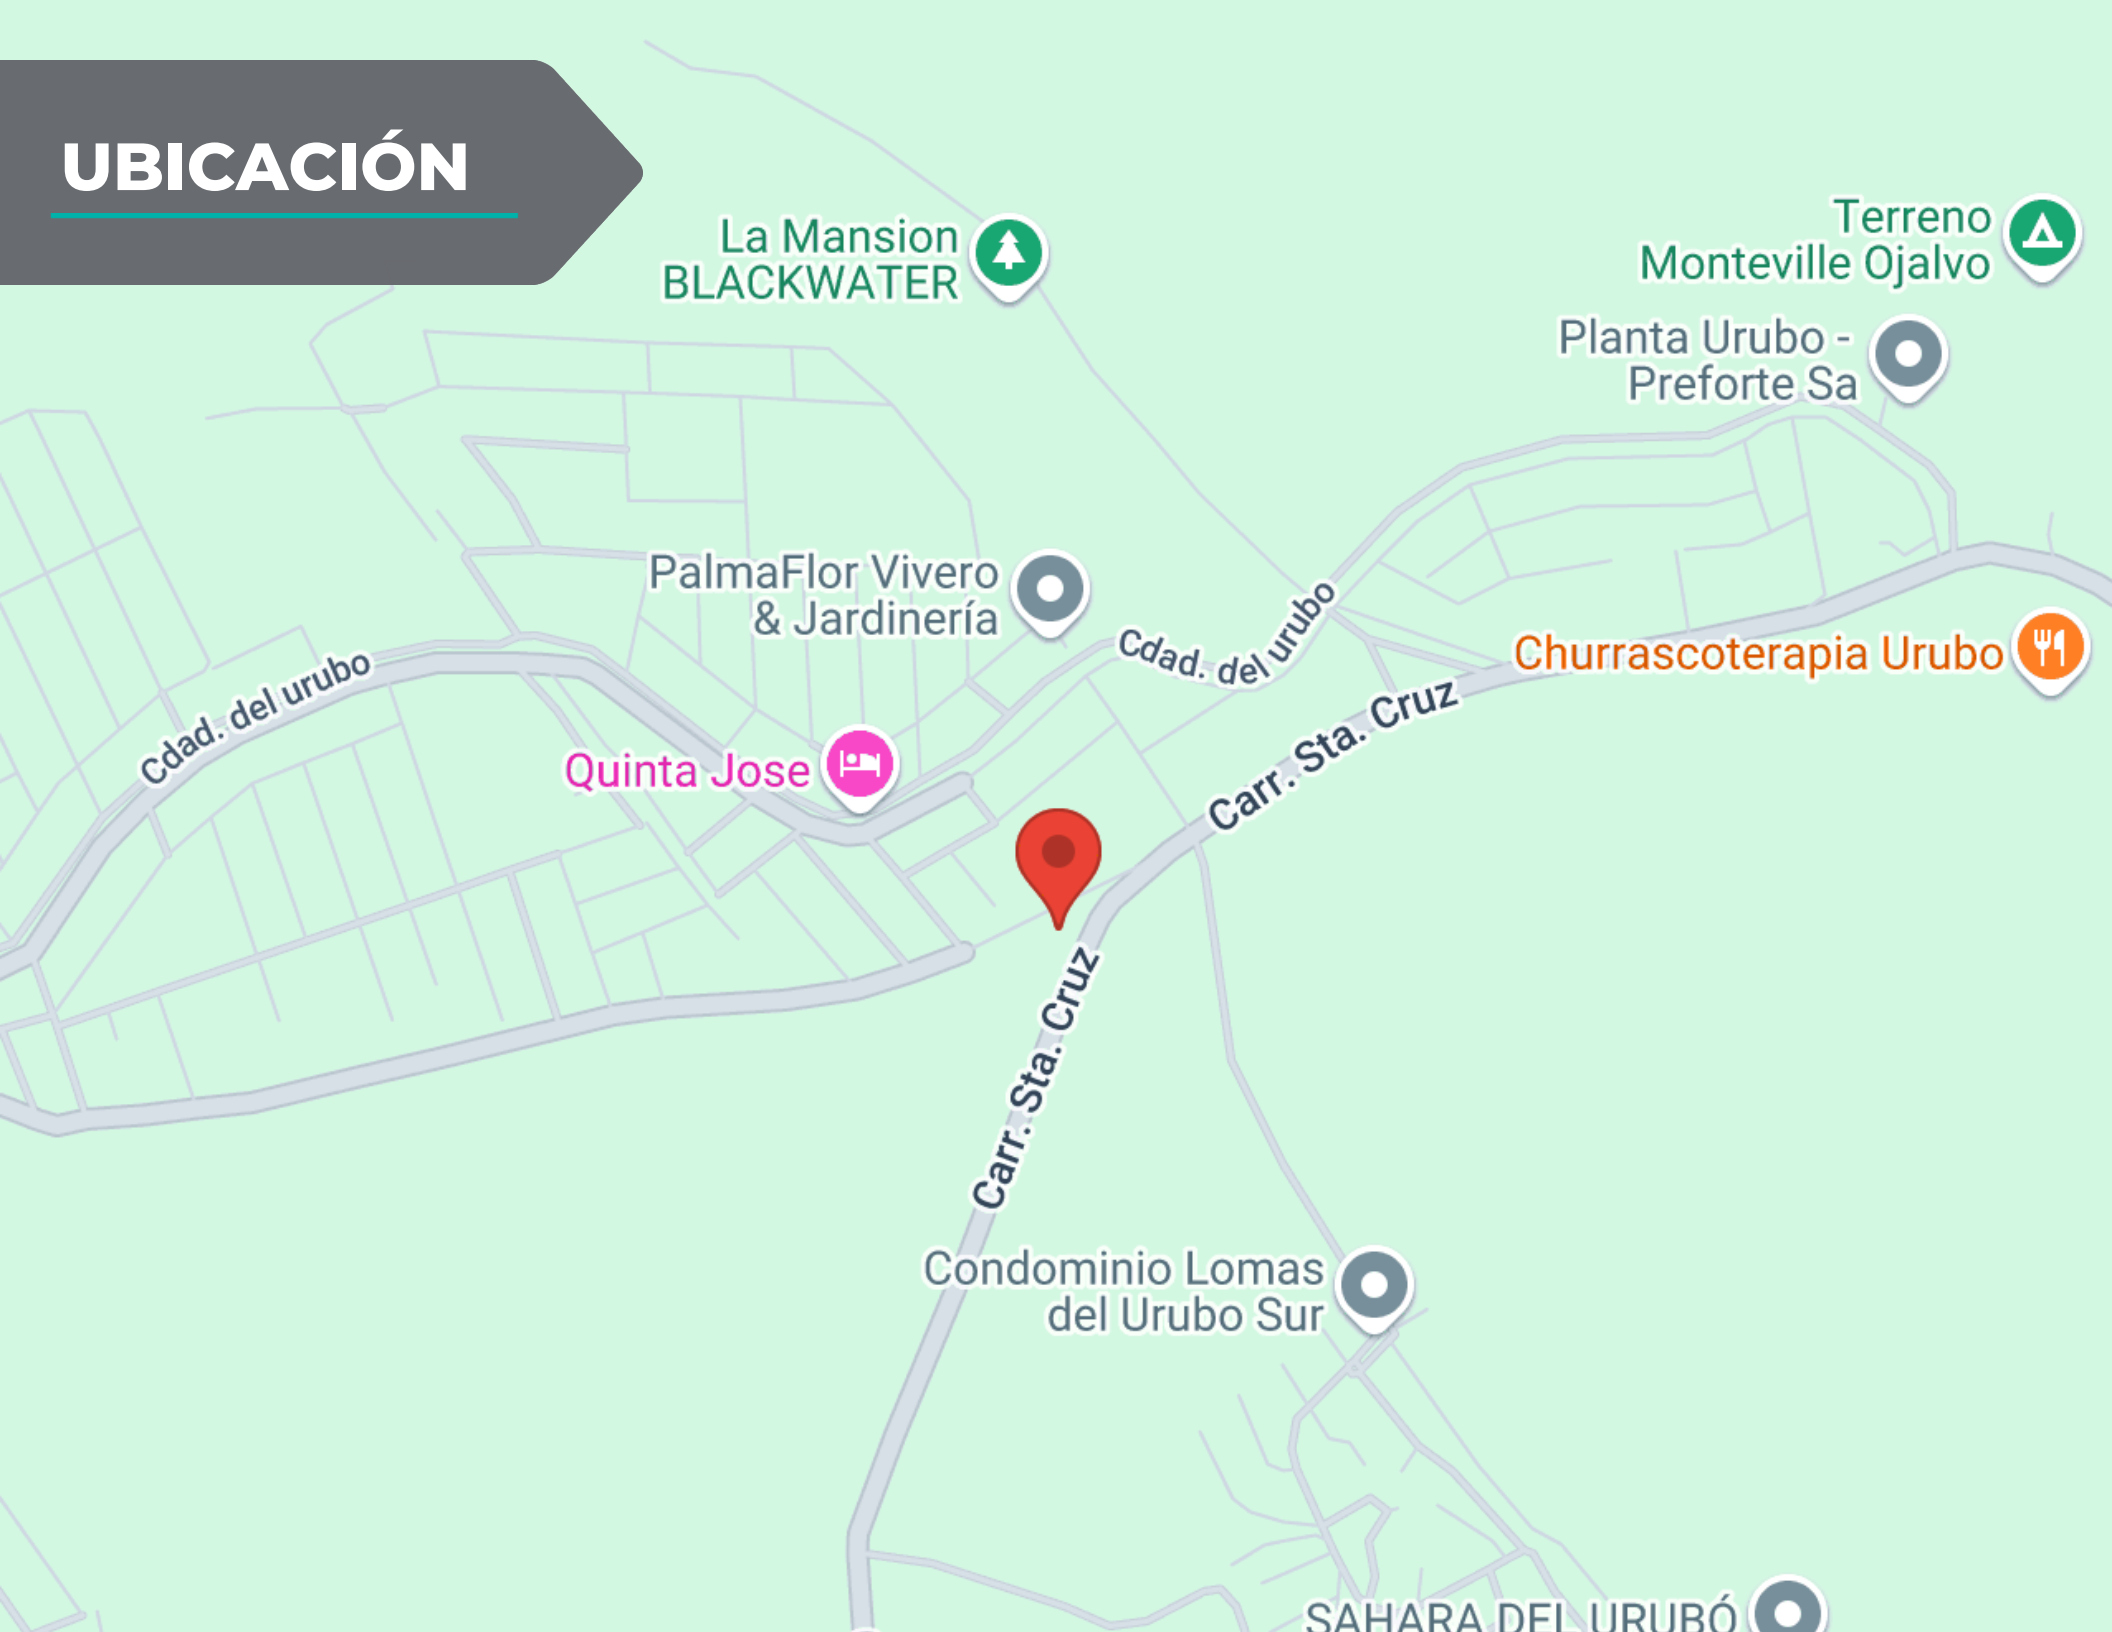 UBICACIÓN
La Mansion
BLACKWATER
Terreno
Monteville Ojalvo
Planta Urubo -
Preforte Sa
PalmaFlor Vivero
& Jardinería
Cdad. del urubo
Churrascoterapia Urubo
Cdad. del urubo
Carr. Sta. Cruz
Quinta Jose
Carr. Sta. Cruz
Condominio Lomas
del Urubo Sur
SAHARA DEL URUBÓ